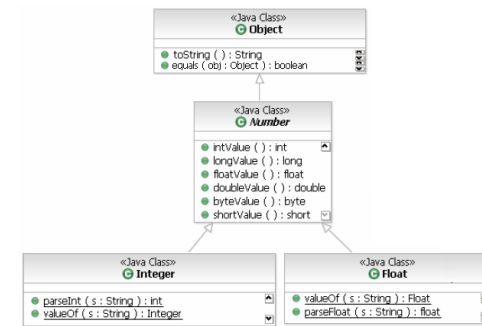 «Java Class»
Object
toString ( ) : String
equals ( obj : Object ) : boolean
«Java Class»
Number
intValue ( ) : int
longValue ( ) : long
floatValue ( ) : float
doubleValue ( ) : double
byteValue ( ) : byte
shortValue ( ) : short
«Java Class»
Integer
parseInt ( s : String ) : int
valueOf ( s : String ) : Integer
«Java Class»
Float
valueOf ( s : String ) : Float
parseFloat ( s : String ) : float